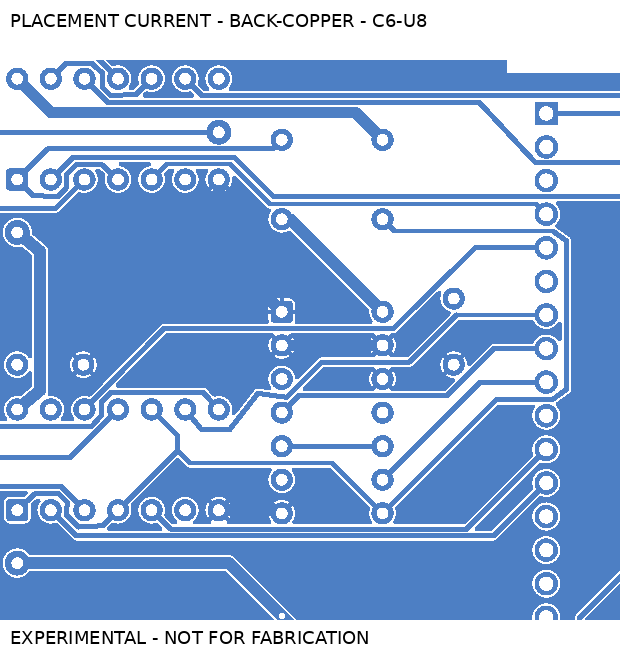 PLACEMENT CURRENT - BACK-COPPER - C6-U8
EXPERIMENTAL - NOT FOR FABRICATION